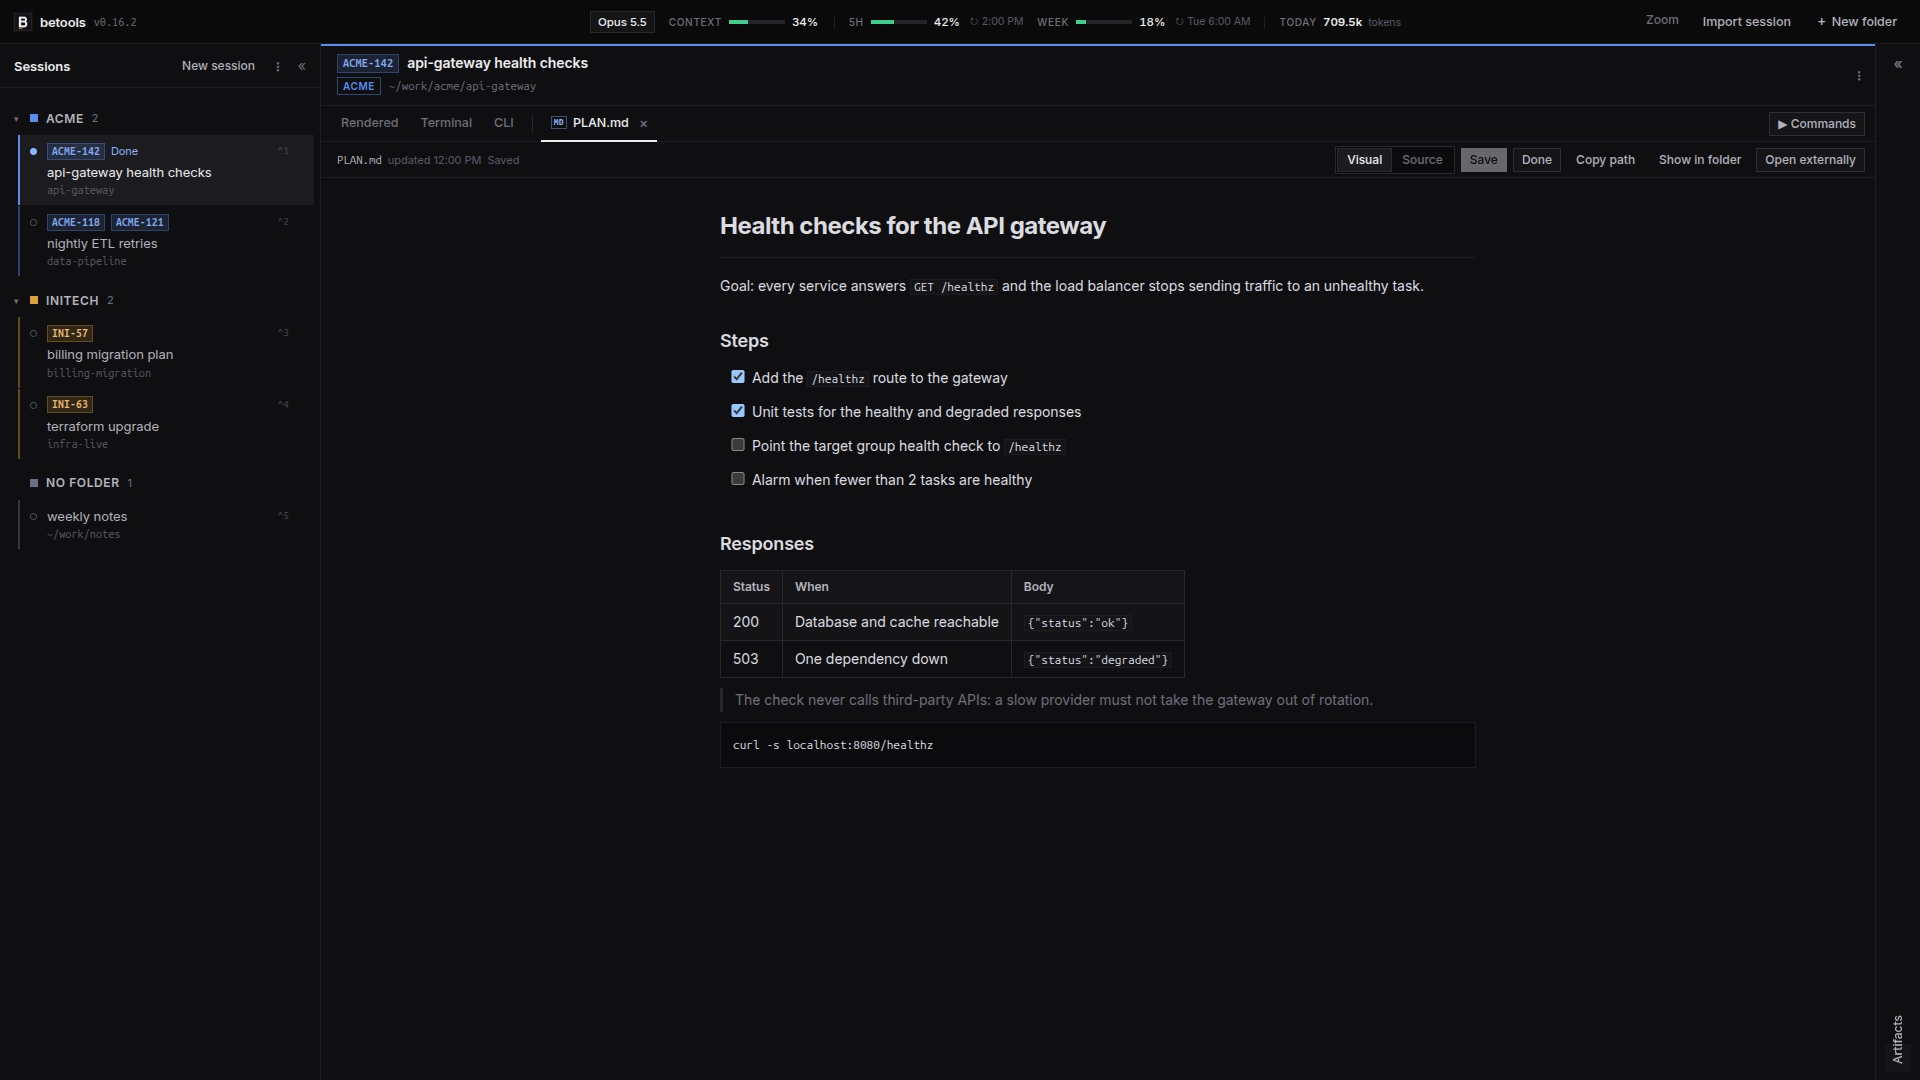 betools v0.16.2
Opus 5.5 CONTEXT 34% 5H 42% ↻ 2:00 PM WEEK 18% ↻ Tue 6:00 AM TODAY 709.5k tokens
Zoom Import session + New folder
Sessions New session ⋮ «
▾ ACME 2
ACME-142 Done ^1
api-gateway health checks
api-gateway
ACME-118 ACME-121 ^2
nightly ETL retries
data-pipeline
▾ INITECH 2
INI-57 ^3
billing migration plan
billing-migration
INI-63 ^4
terraform upgrade
infra-live
NO FOLDER 1
weekly notes ^5
~/work/notes
ACME-142 api-gateway health checks
ACME ~/work/acme/api-gateway
Rendered Terminal CLI MD PLAN.md ×
▶ Commands
PLAN.md updated 12:00 PM Saved
Visual Source Save Done Copy path Show in folder Open externally
Health checks for the API gateway
Goal: every service answers GET /healthz and the load balancer stops sending traffic to an unhealthy task.
Steps
Add the /healthz route to the gateway
Unit tests for the healthy and degraded responses
Point the target group health check to /healthz
Alarm when fewer than 2 tasks are healthy
Responses
Status When Body
200 Database and cache reachable {"status":"ok"}
503 One dependency down {"status":"degraded"}
The check never calls third-party APIs: a slow provider must not take the gateway out of rotation.
curl -s localhost:8080/healthz
«
Artifacts